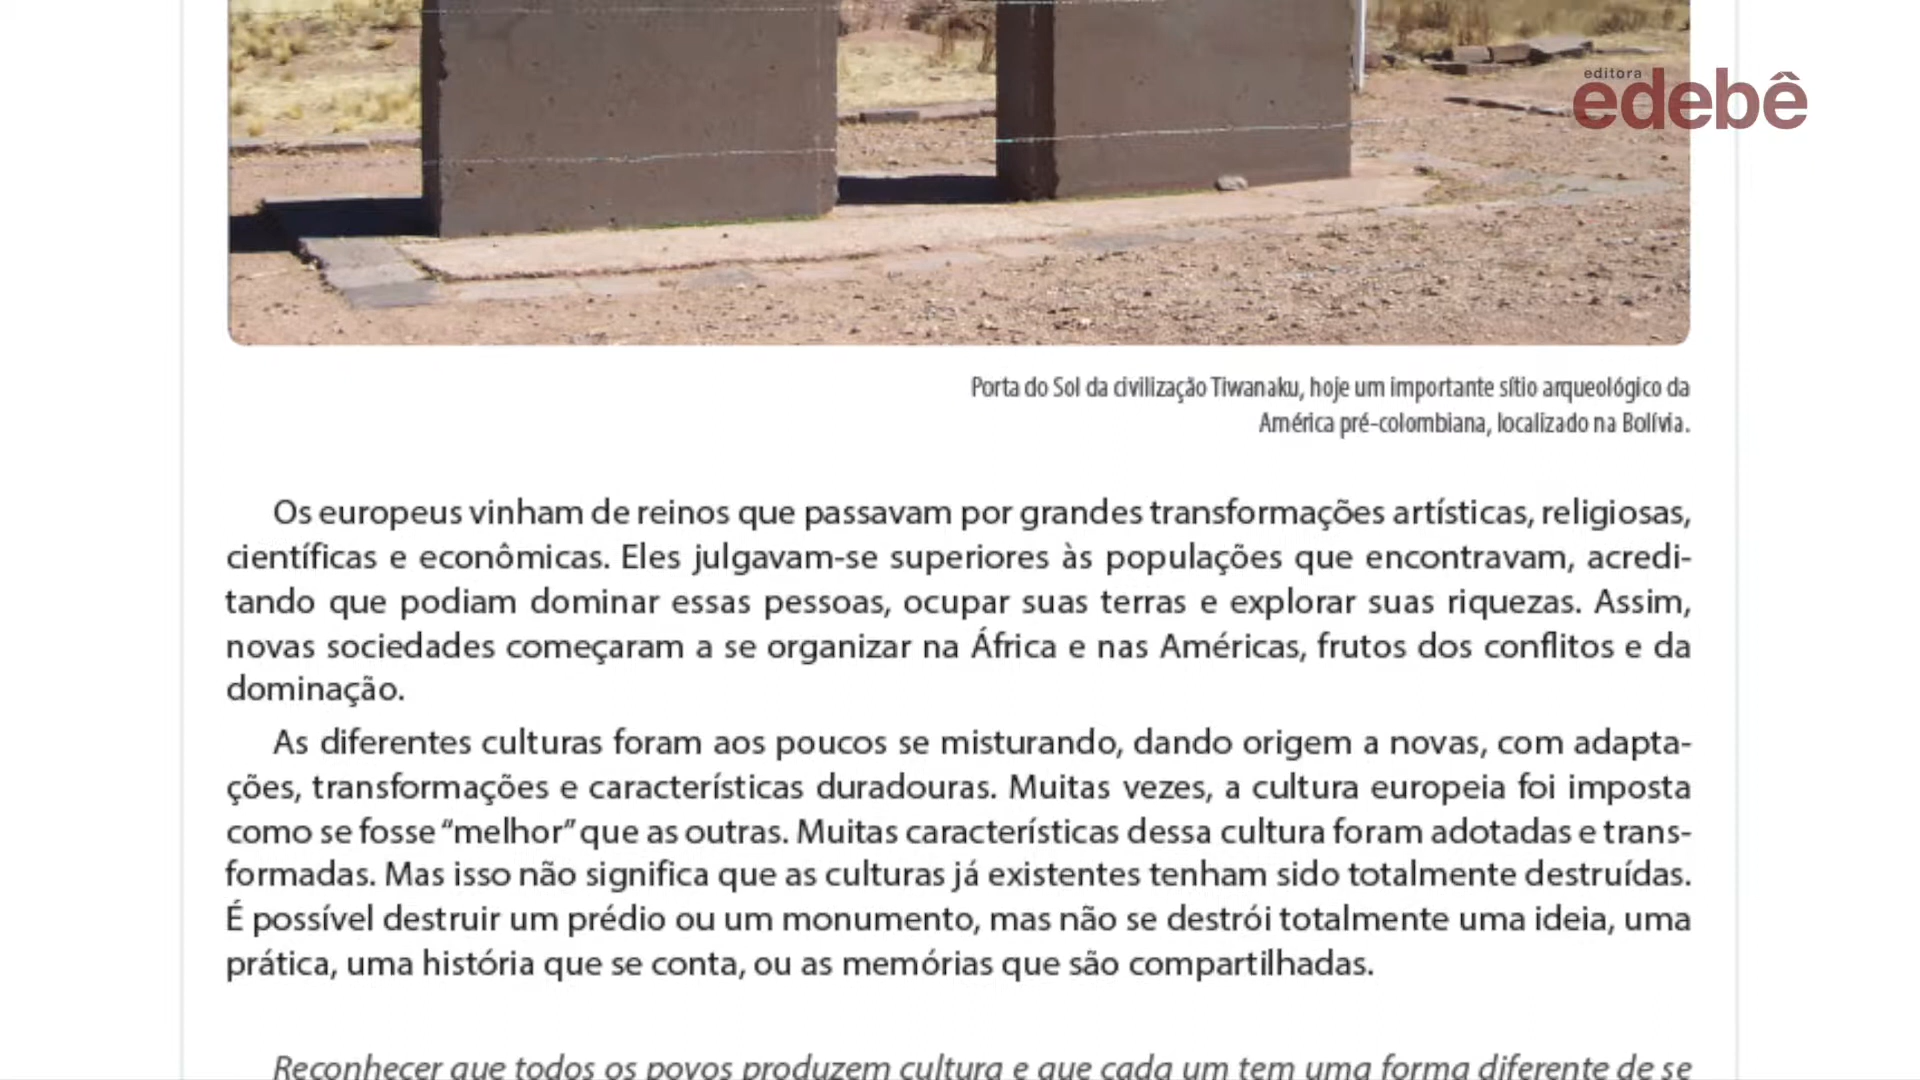 editora
edebê
Porta do Sol da civilização Tiwanaku, hoje um importante sítio arqueológico da
América pré-colombiana, localizado na Bolívia.
Os europeus vinham de reinos que passavam por grandes transformações artísticas, religiosas,
científicas e econômicas. Eles julgavam-se superiores às populações que encontravam, acredi-
tando que podiam dominar essas pessoas, ocupar suas terras e explorar suas riquezas. Assim,
novas sociedades começaram a se organizar na África e nas Américas, frutos dos conflitos e da
dominação.
As diferentes culturas foram aos poucos se misturando, dando origem a novas, com adapta-
ções, transformações e características duradouras. Muitas vezes, a cultura europeia foi imposta
como se fosse “melhor” que as outras. Muitas características dessa cultura foram adotadas e trans-
formadas. Mas isso não significa que as culturas já existentes tenham sido totalmente destruídas.
É possível destruir um prédio ou um monumento, mas não se destrói totalmente uma ideia, uma
prática, uma história que se conta, ou as memórias que são compartilhadas.
Reconhecer que todos os povos produzem cultura e que cada um tem uma forma diferente de se